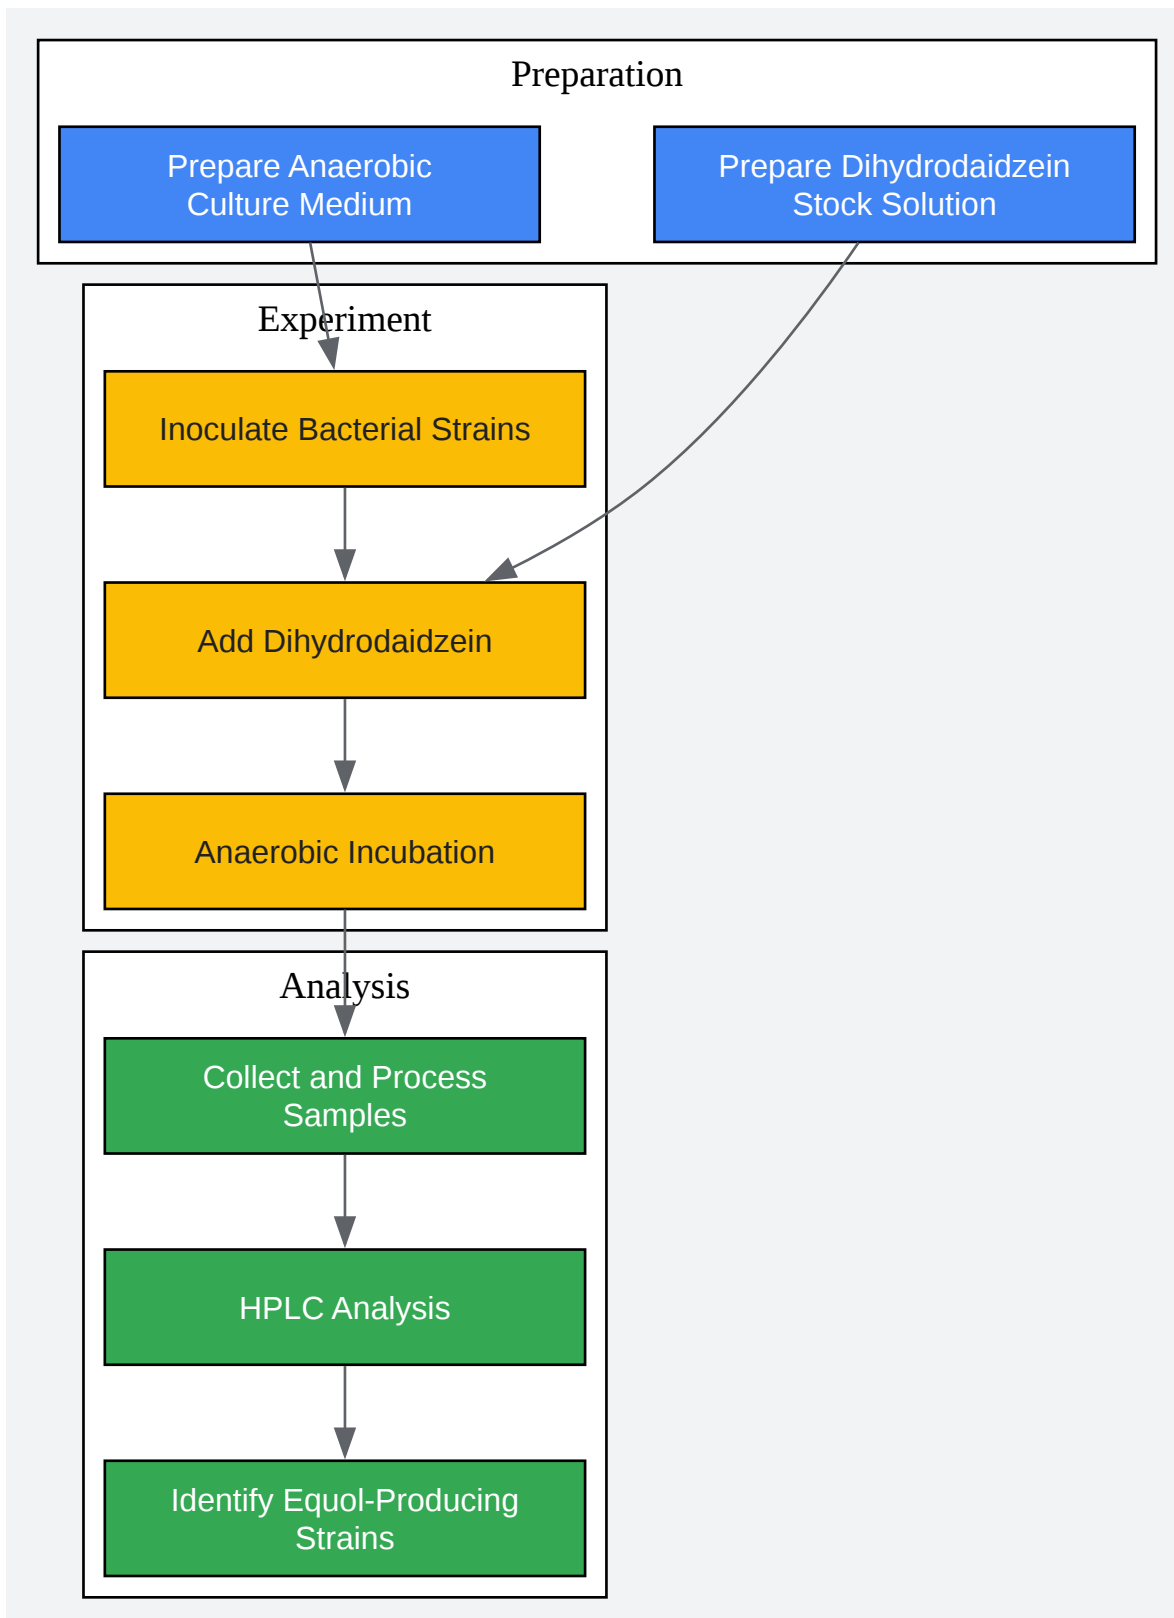 Preparation
Prepare Anaerobic
Culture Medium
Prepare Dihydrodaidzein
Stock Solution
Experiment
Inoculate Bacterial Strains
Add Dihydrodaidzein
Anaerobic Incubation
Analysis
Collect and Process
Samples
HPLC Analysis
Identify Equol-Producing
Strains